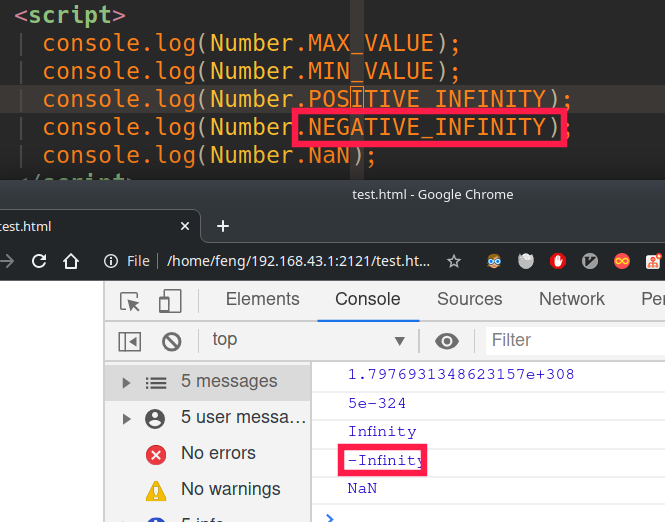 <script>
console.log(Number.MAX_VALUE);
console.log(Number.MIN_VALUE);
console.log(Number.POSITIVE_INFINITY);
console.log(Number.NEGATIVE_INFINITY);
console.log(Number.NaN);
</script>
test.html - Google Chrome
test.html
File /home/feng/192.168.43.1:2121/test.ht...
Elements Console Sources Network Per
top Filter
5 messages
1.7976931348623157e+308
5 user messa...
5e-324
No errors
Infinity
-Infinity
No warnings
NaN
5 info